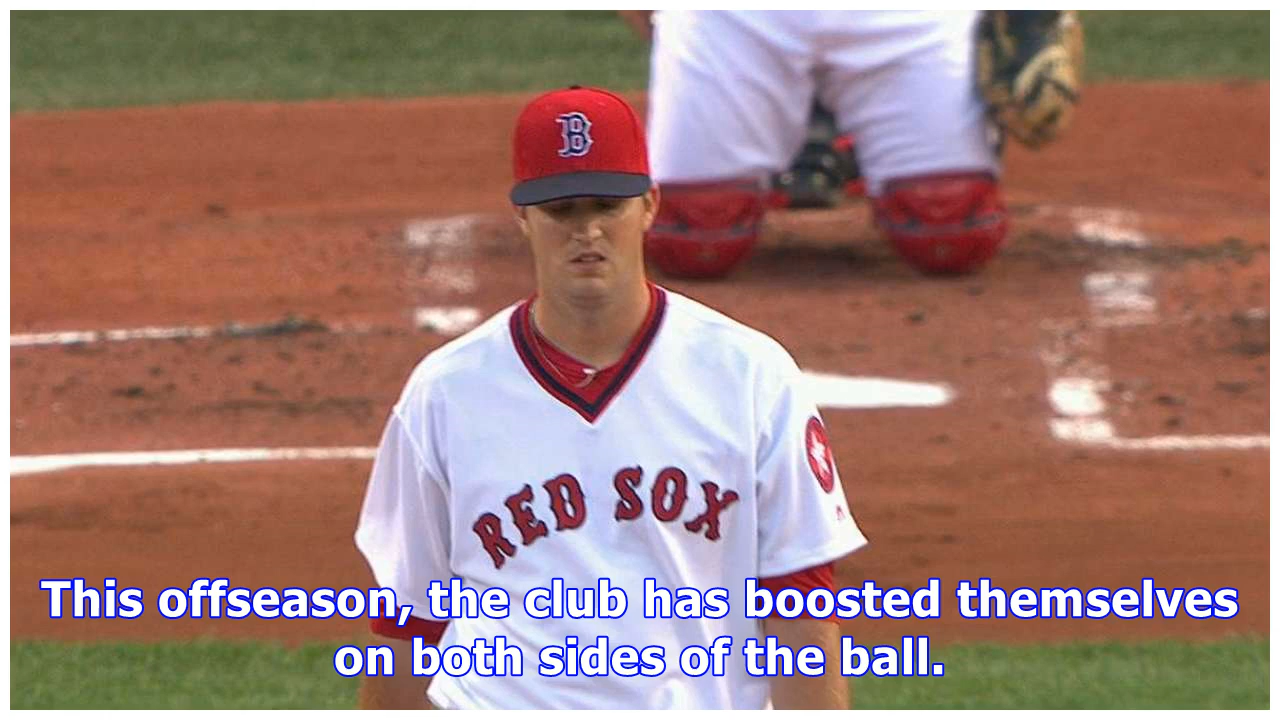 B
RED SOX
This offseason, the club has boosted themselves
on both sides of the ball.